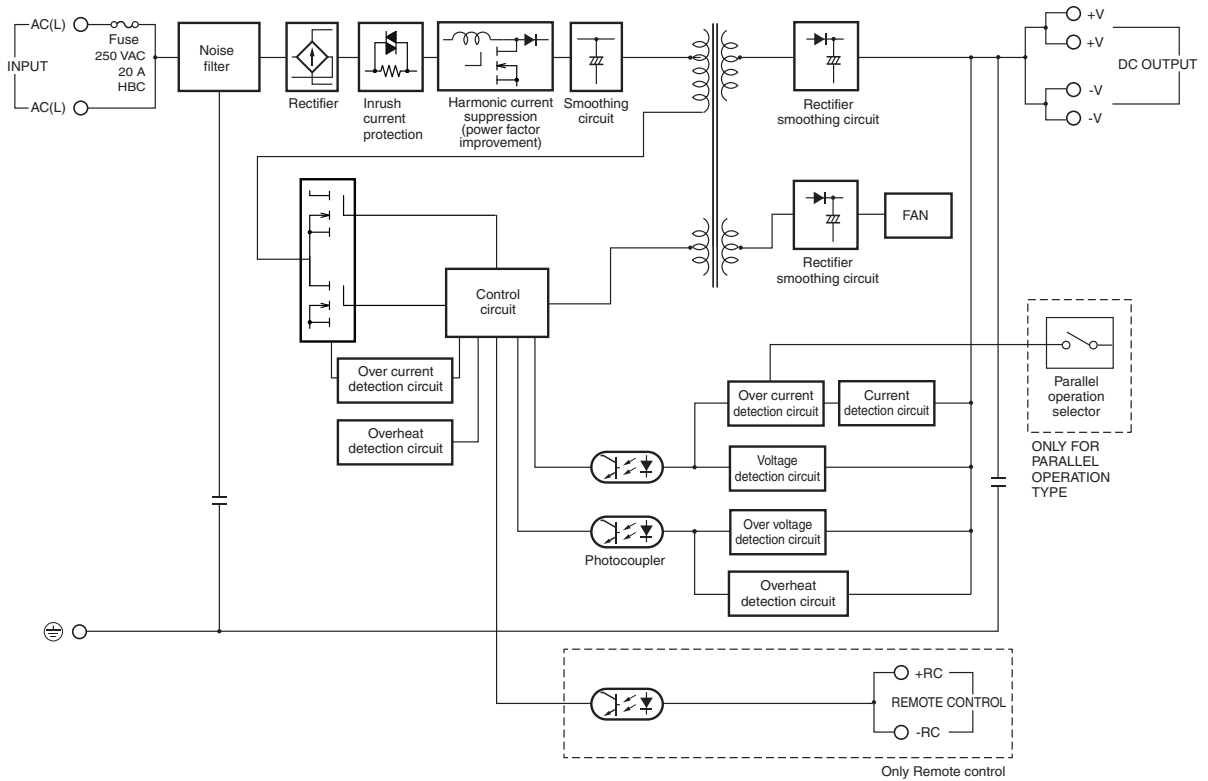 AC(L)
Fuse
250 VAC
20 A
HBC
INPUT
AC(L)
Noise
filter
Rectifier
Inrush
current
protection
Harmonic current
suppression
(power factor
improvement)
Smoothing
circuit
Rectifier
smoothing circuit
+V
+V
-V
-V
DC OUTPUT
FAN
Rectifier
smoothing circuit
Control
circuit
Over current
detection circuit
Overheat
detection circuit
Over current
detection circuit
Current
detection circuit
Parallel
operation
selector
ONLY FOR
PARALLEL
OPERATION
TYPE
Voltage
detection circuit
Over voltage
detection circuit
Photocoupler
Overheat
detection circuit
+RC
REMOTE CONTROL
-RC
Only Remote control